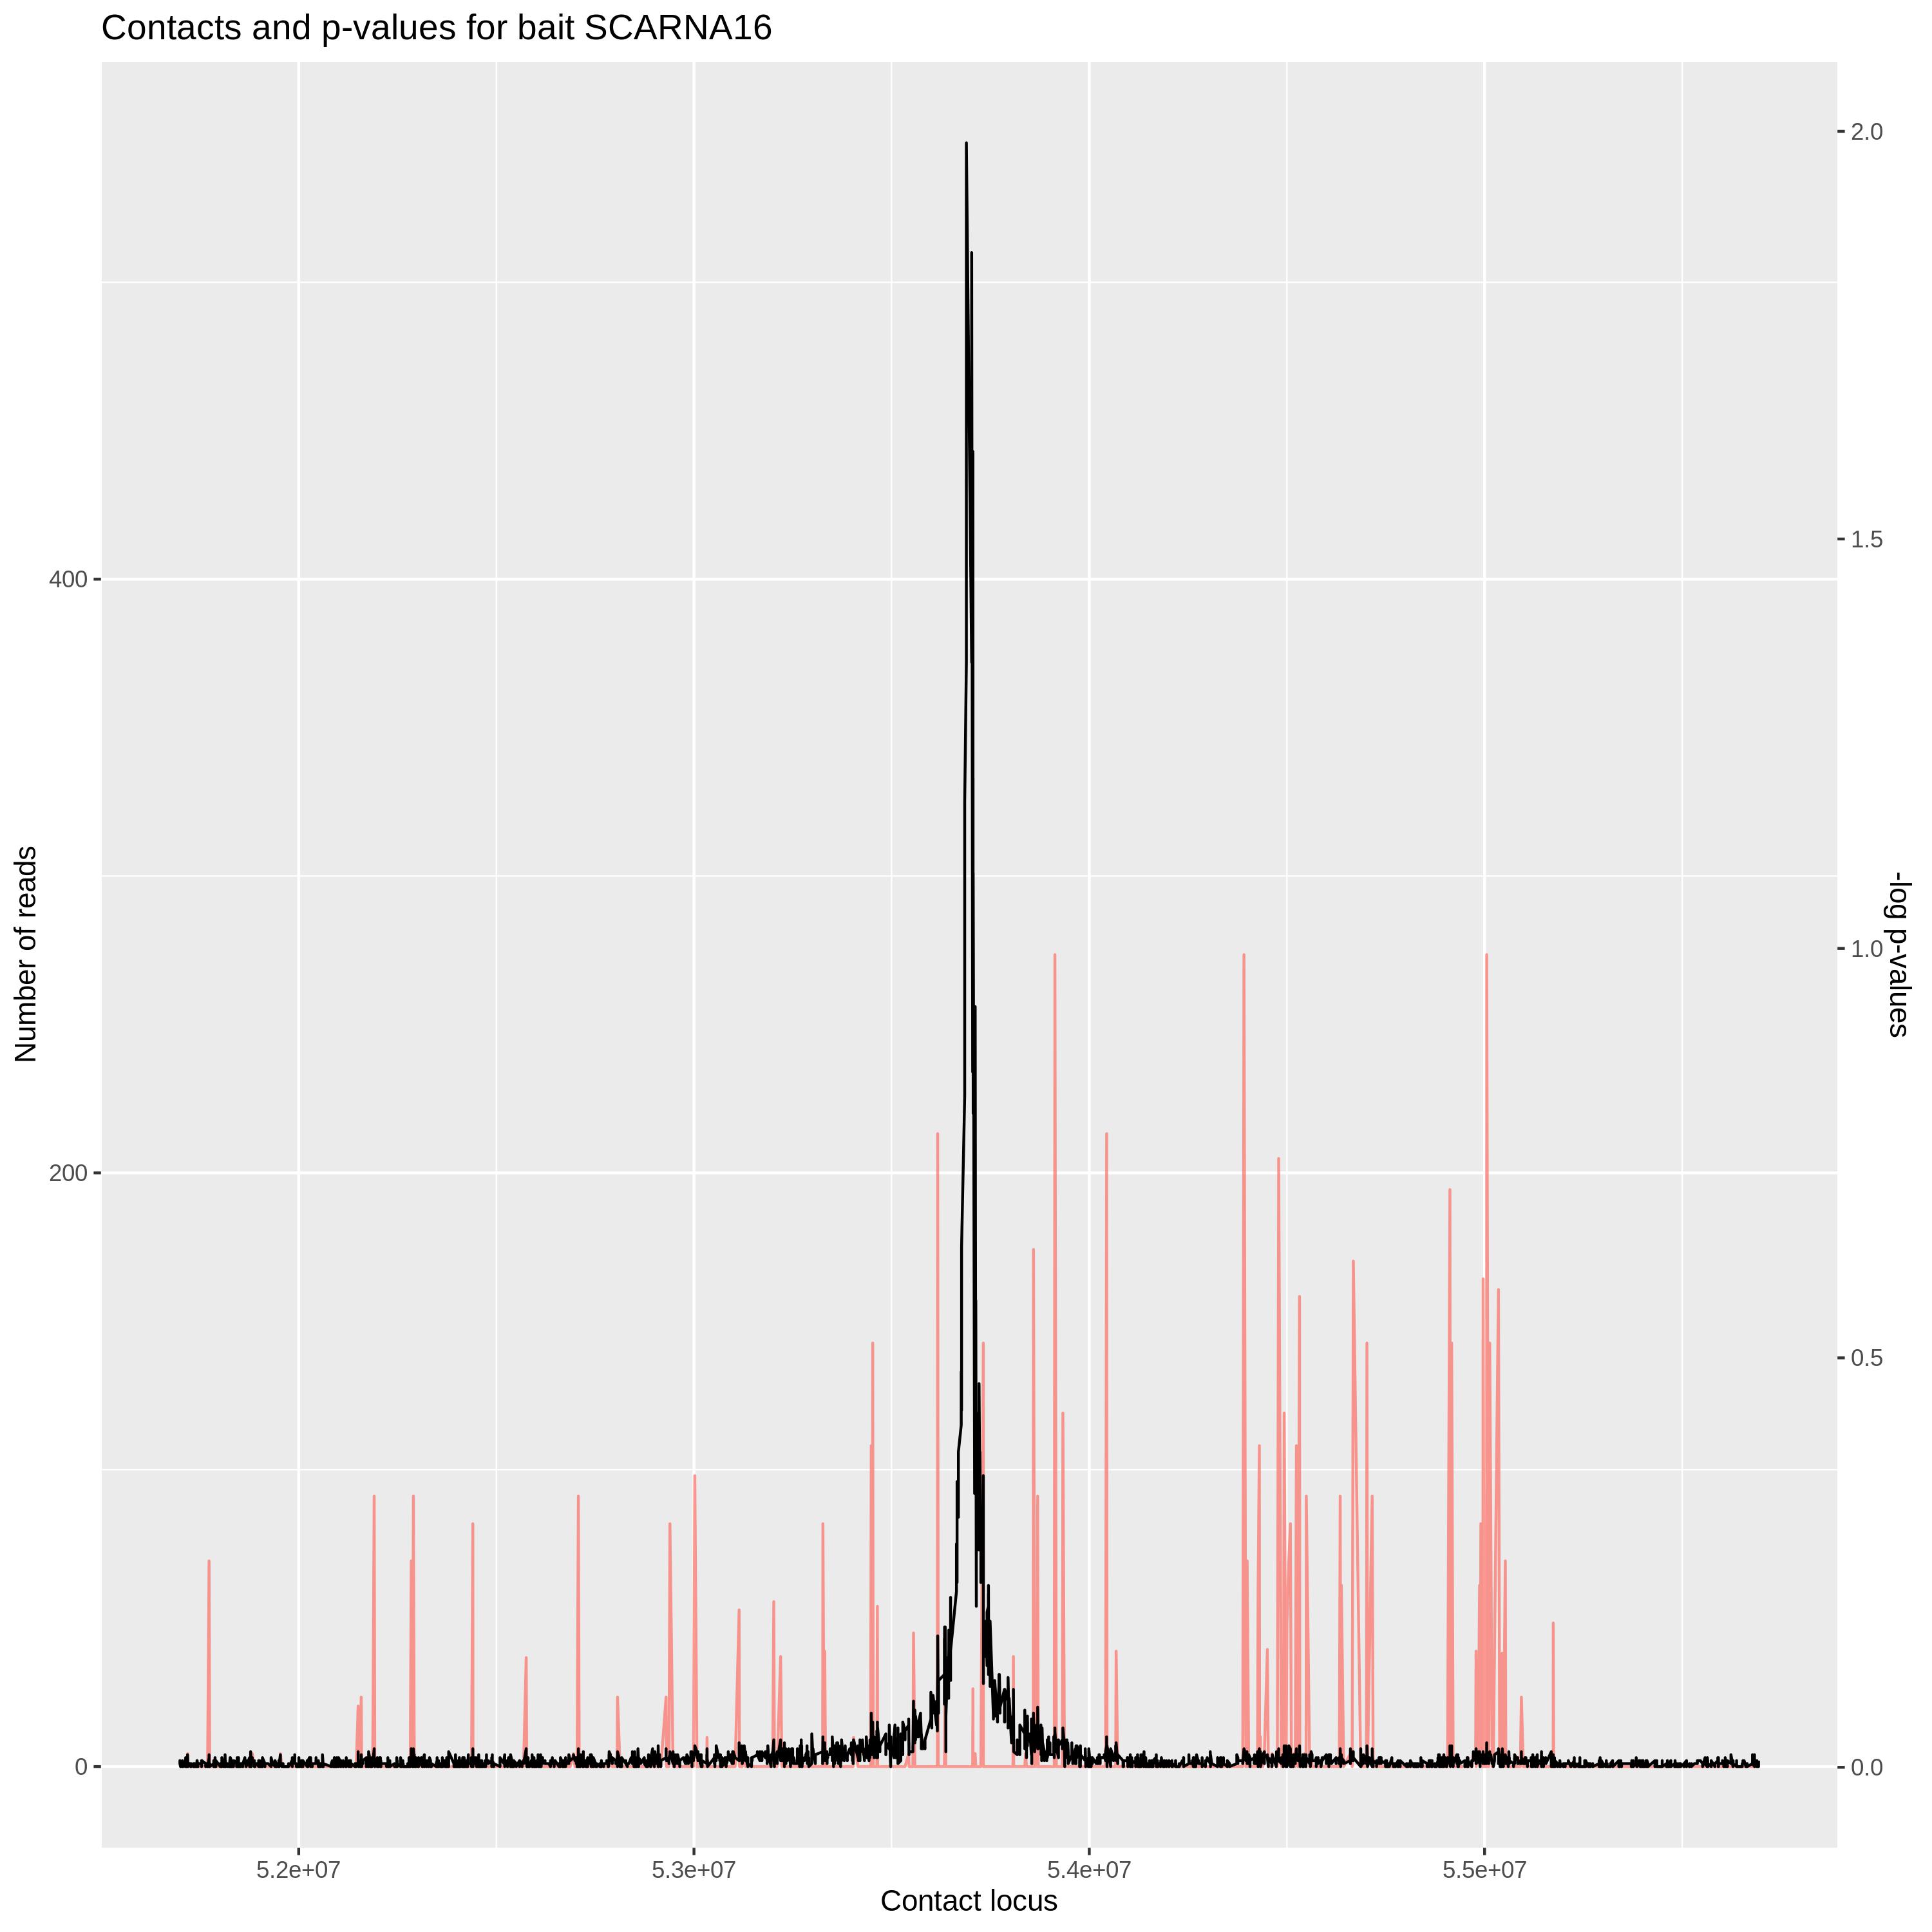 Contacts and p-values for bait SCARNA16
Number of reads
400
200
0
2.0
1.5
1.0
0.5
0.0
-log p-values
5.2e+07
5.3e+07
5.4e+07
5.5e+07
Contact locus